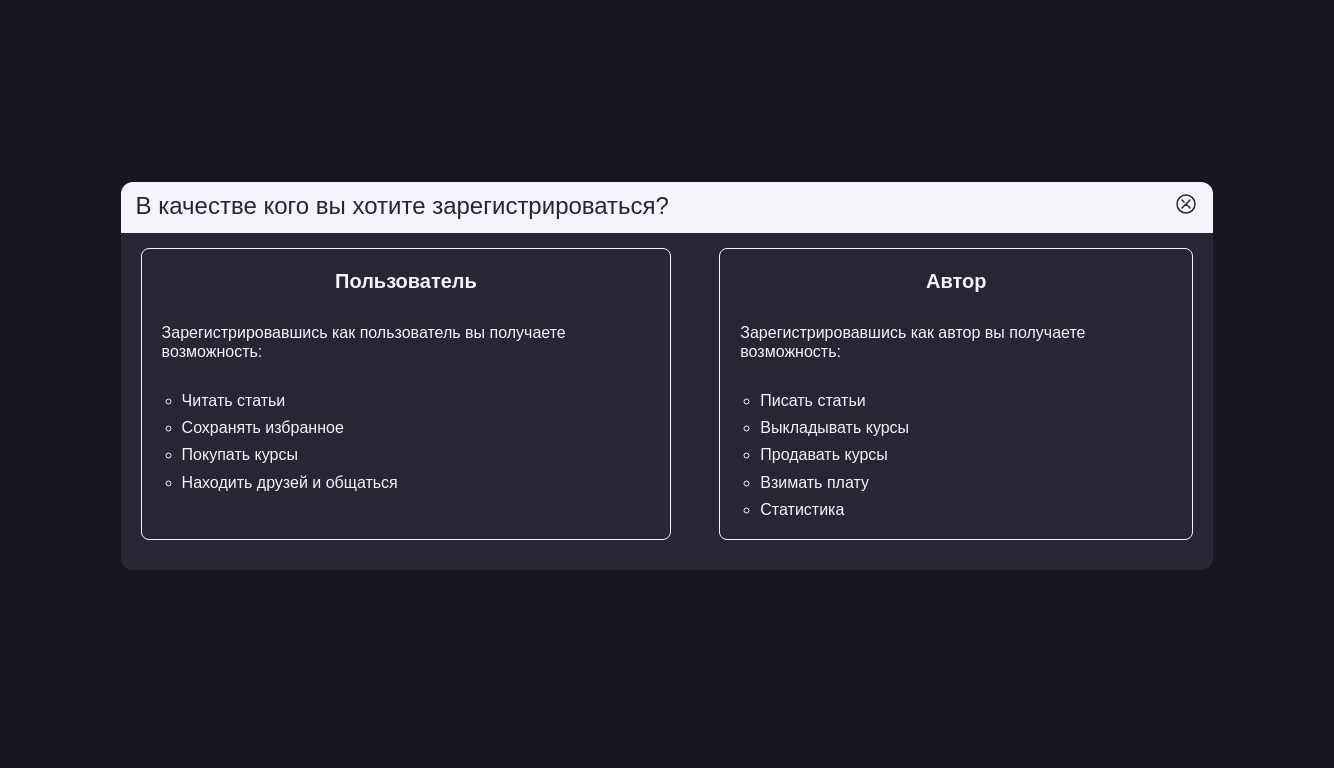 В качестве кого вы хотите зарегистрироваться?
Пользователь
Зарегистрировавшись как пользователь вы получаете
возможность:
Читать статьи
Сохранять избранное
Покупать курсы
Находить друзей и общаться
Автор
Зарегистрировавшись как автор вы получаете
возможность:
Писать статьи
Выкладывать курсы
Продавать курсы
Взимать плату
Статистика